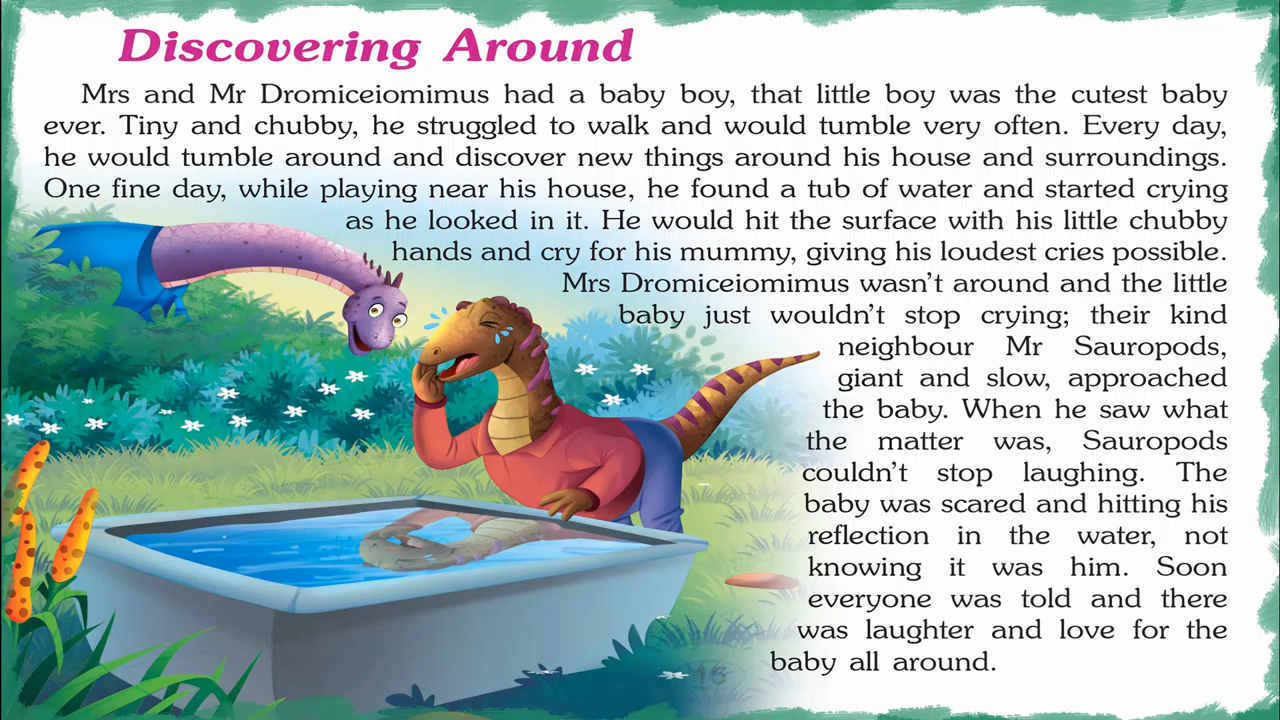 Discovering Around
Mrs and Mr Dromiceiomimus had a baby boy, that little boy was the cutest baby
ever. Tiny and chubby, he struggled to walk and would tumble very often. Every day,
he would tumble around and discover new things around his house and surroundings.
One fine day, while playing near his house, he found a tub of water and started crying
as he looked in it. He would hit the surface with his little chubby
hands and cry for his mummy, giving his loudest cries possible.
Mrs Dromiceiomimus wasn't around and the little
baby just wouldn't stop crying; their kind
neighbour Mr Sauropods,
giant and slow, approached
the baby. When he saw what
the matter was, Sauropods
couldn't stop laughing. The
baby was scared and hitting his
reflection in the water, not
knowing it was him. Soon
everyone was told and there
was laughter and love for the
baby all around.